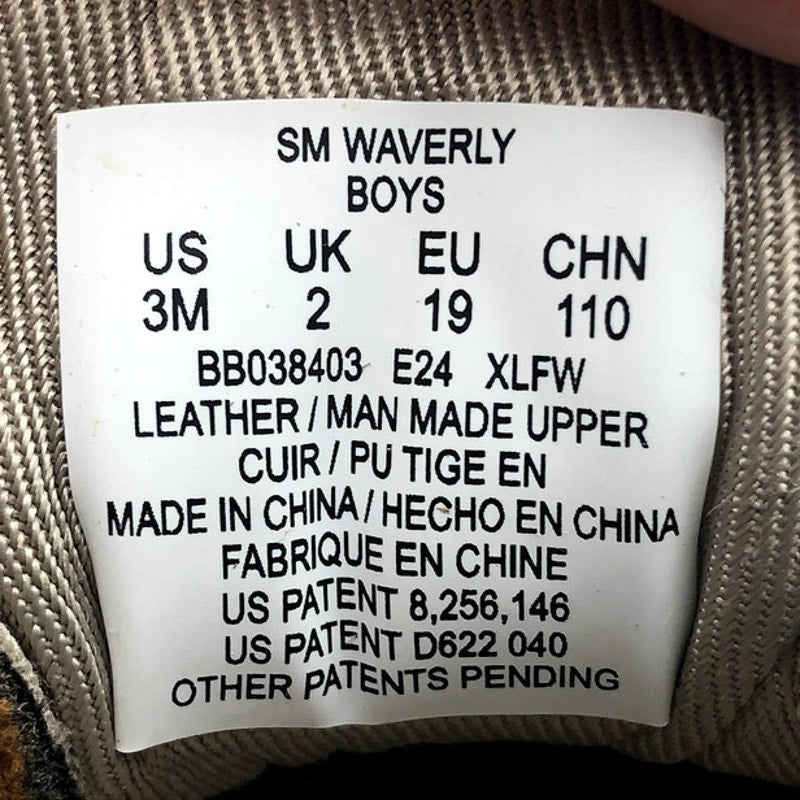 SM WAVERLY
BOYS
US UK EU CHN
3M 2 19 110
BB038403 E24 XLFW
LEATHER / MAN MADE UPPER
CUIR / PU TIGE EN
MADE IN CHINA / HECHO EN CHINA
FABRIQUE EN CHINE
US PATENT 8,256,146
US PATENT D622 040
OTHER PATENTS PENDING